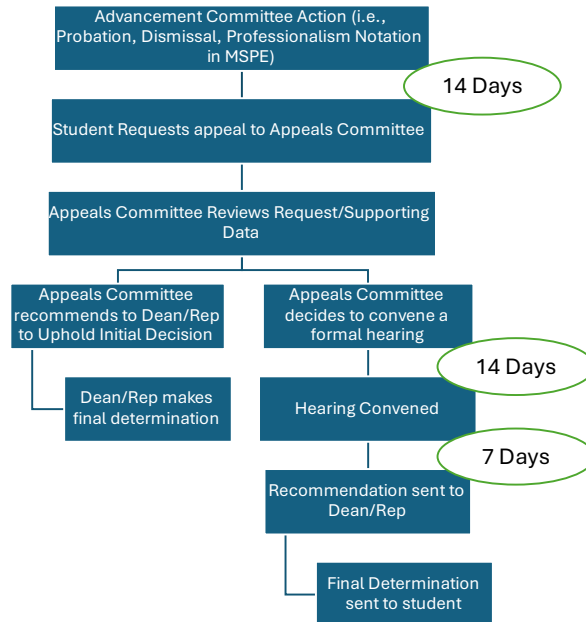 Advancement Committee Action (i.e.,
Probation, Dismissal, Professionalism Notation
in MSPE)
14 Days
Student Requests appeal to Appeals Committee
Appeals Committee Reviews Request/Supporting
Data
Appeals Committee
recommends to Dean/Rep
to Uphold Initial Decision
Dean/Rep makes
final determination
Appeals Committee
decides to convene a
formal hearing
14 Days
Hearing Convened
7 Days
Recommendation sent to
Dean/Rep
Final Determination
sent to student